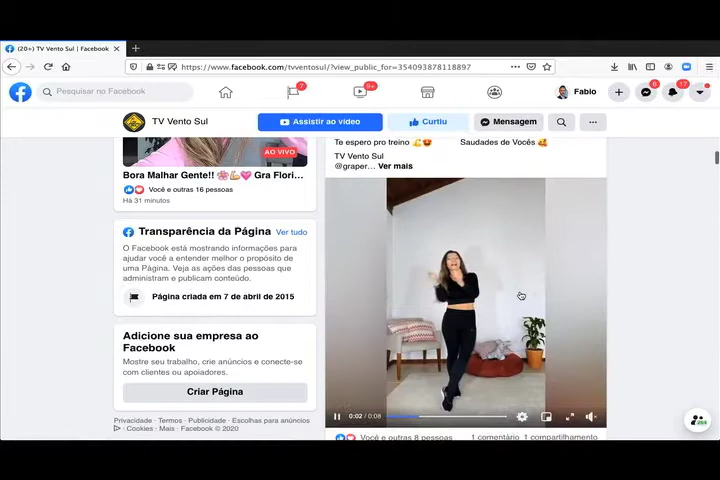 (20+) TV Vento Sul | Facebook
https://www.facebook.com/tvventosul/?view_public_for=354093878118897
Pesquisar no Facebook
7
9+
Fabio
6
17
TV Vento Sul
Assistir ao vídeo
Curtiu
Mensagem
AO VIVO
Bora Malhar Gente!! 🌸💪💗 Gra Flori...
Você e outras 16 pessoas
Há 31 minutos
Transparência da Página
Ver tudo
O Facebook está mostrando informações para
ajudar você a entender melhor o propósito de
uma Página. Veja as ações das pessoas que
administram e publicam conteúdo.
Página criada em 7 de abril de 2015
Adicione sua empresa ao
Facebook
Mostre seu trabalho, crie anúncios e conecte-se
com clientes ou apoiadores.
Criar Página
Privacidade · Termos · Publicidade · Escolhas para anúncios
· Cookies · Mais · Facebook © 2020
Te espero pro treino 💪😍 Saudades de Vocês 🥰
TV Vento Sul
@graper... Ver mais
0:02 / 0:08
Você e outras 8 pessoas
1 comentário 1 compartilhamento